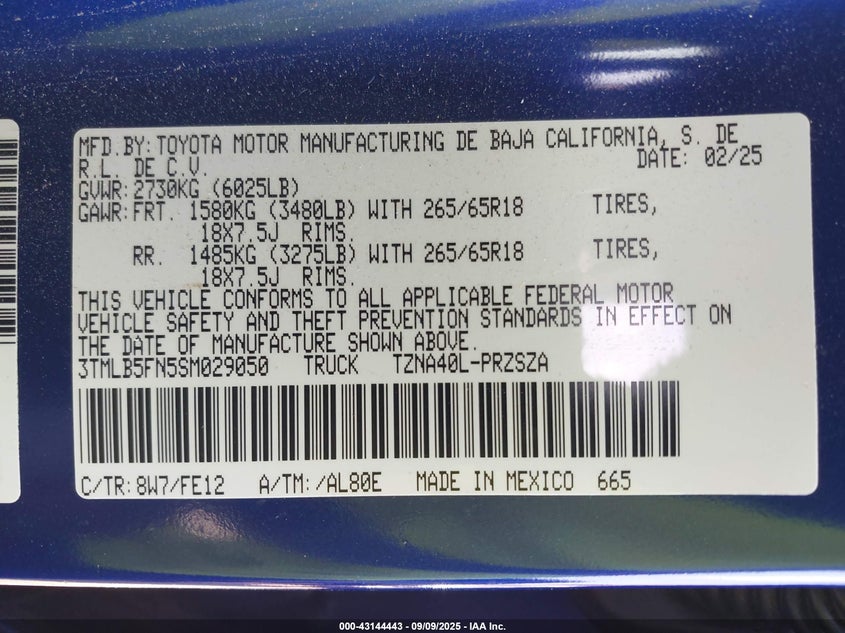 MFD.BY: TOYOTA MOTOR MANUFACTURING DE BAJA CALIFORNIA, S. DE
R.L. DE C.V. DATE: 02/25
GVWR: 2730KG (6025LB)
GAWR: FRT. 1580KG (3480LB) WITH 265/65R18 TIRES,
18X7.5J RIMS.
RR. 1485KG (3275LB) WITH 265/65R18 TIRES,
18X7.5J RIMS.
THIS VEHICLE CONFORMS TO ALL APPLICABLE FEDERAL MOTOR
VEHICLE SAFETY AND THEFT PREVENTION STANDARDS IN EFFECT ON
THE DATE OF MANUFACTURE SHOWN ABOVE.
3TMLB5FN5SM029050 TRUCK TZNA40L-PRZSZA
C/TR: 8W7/FE12 A/TM: /AL80E MADE IN MEXICO 665
000-43144443 - 09/09/2025 - IAA Inc.